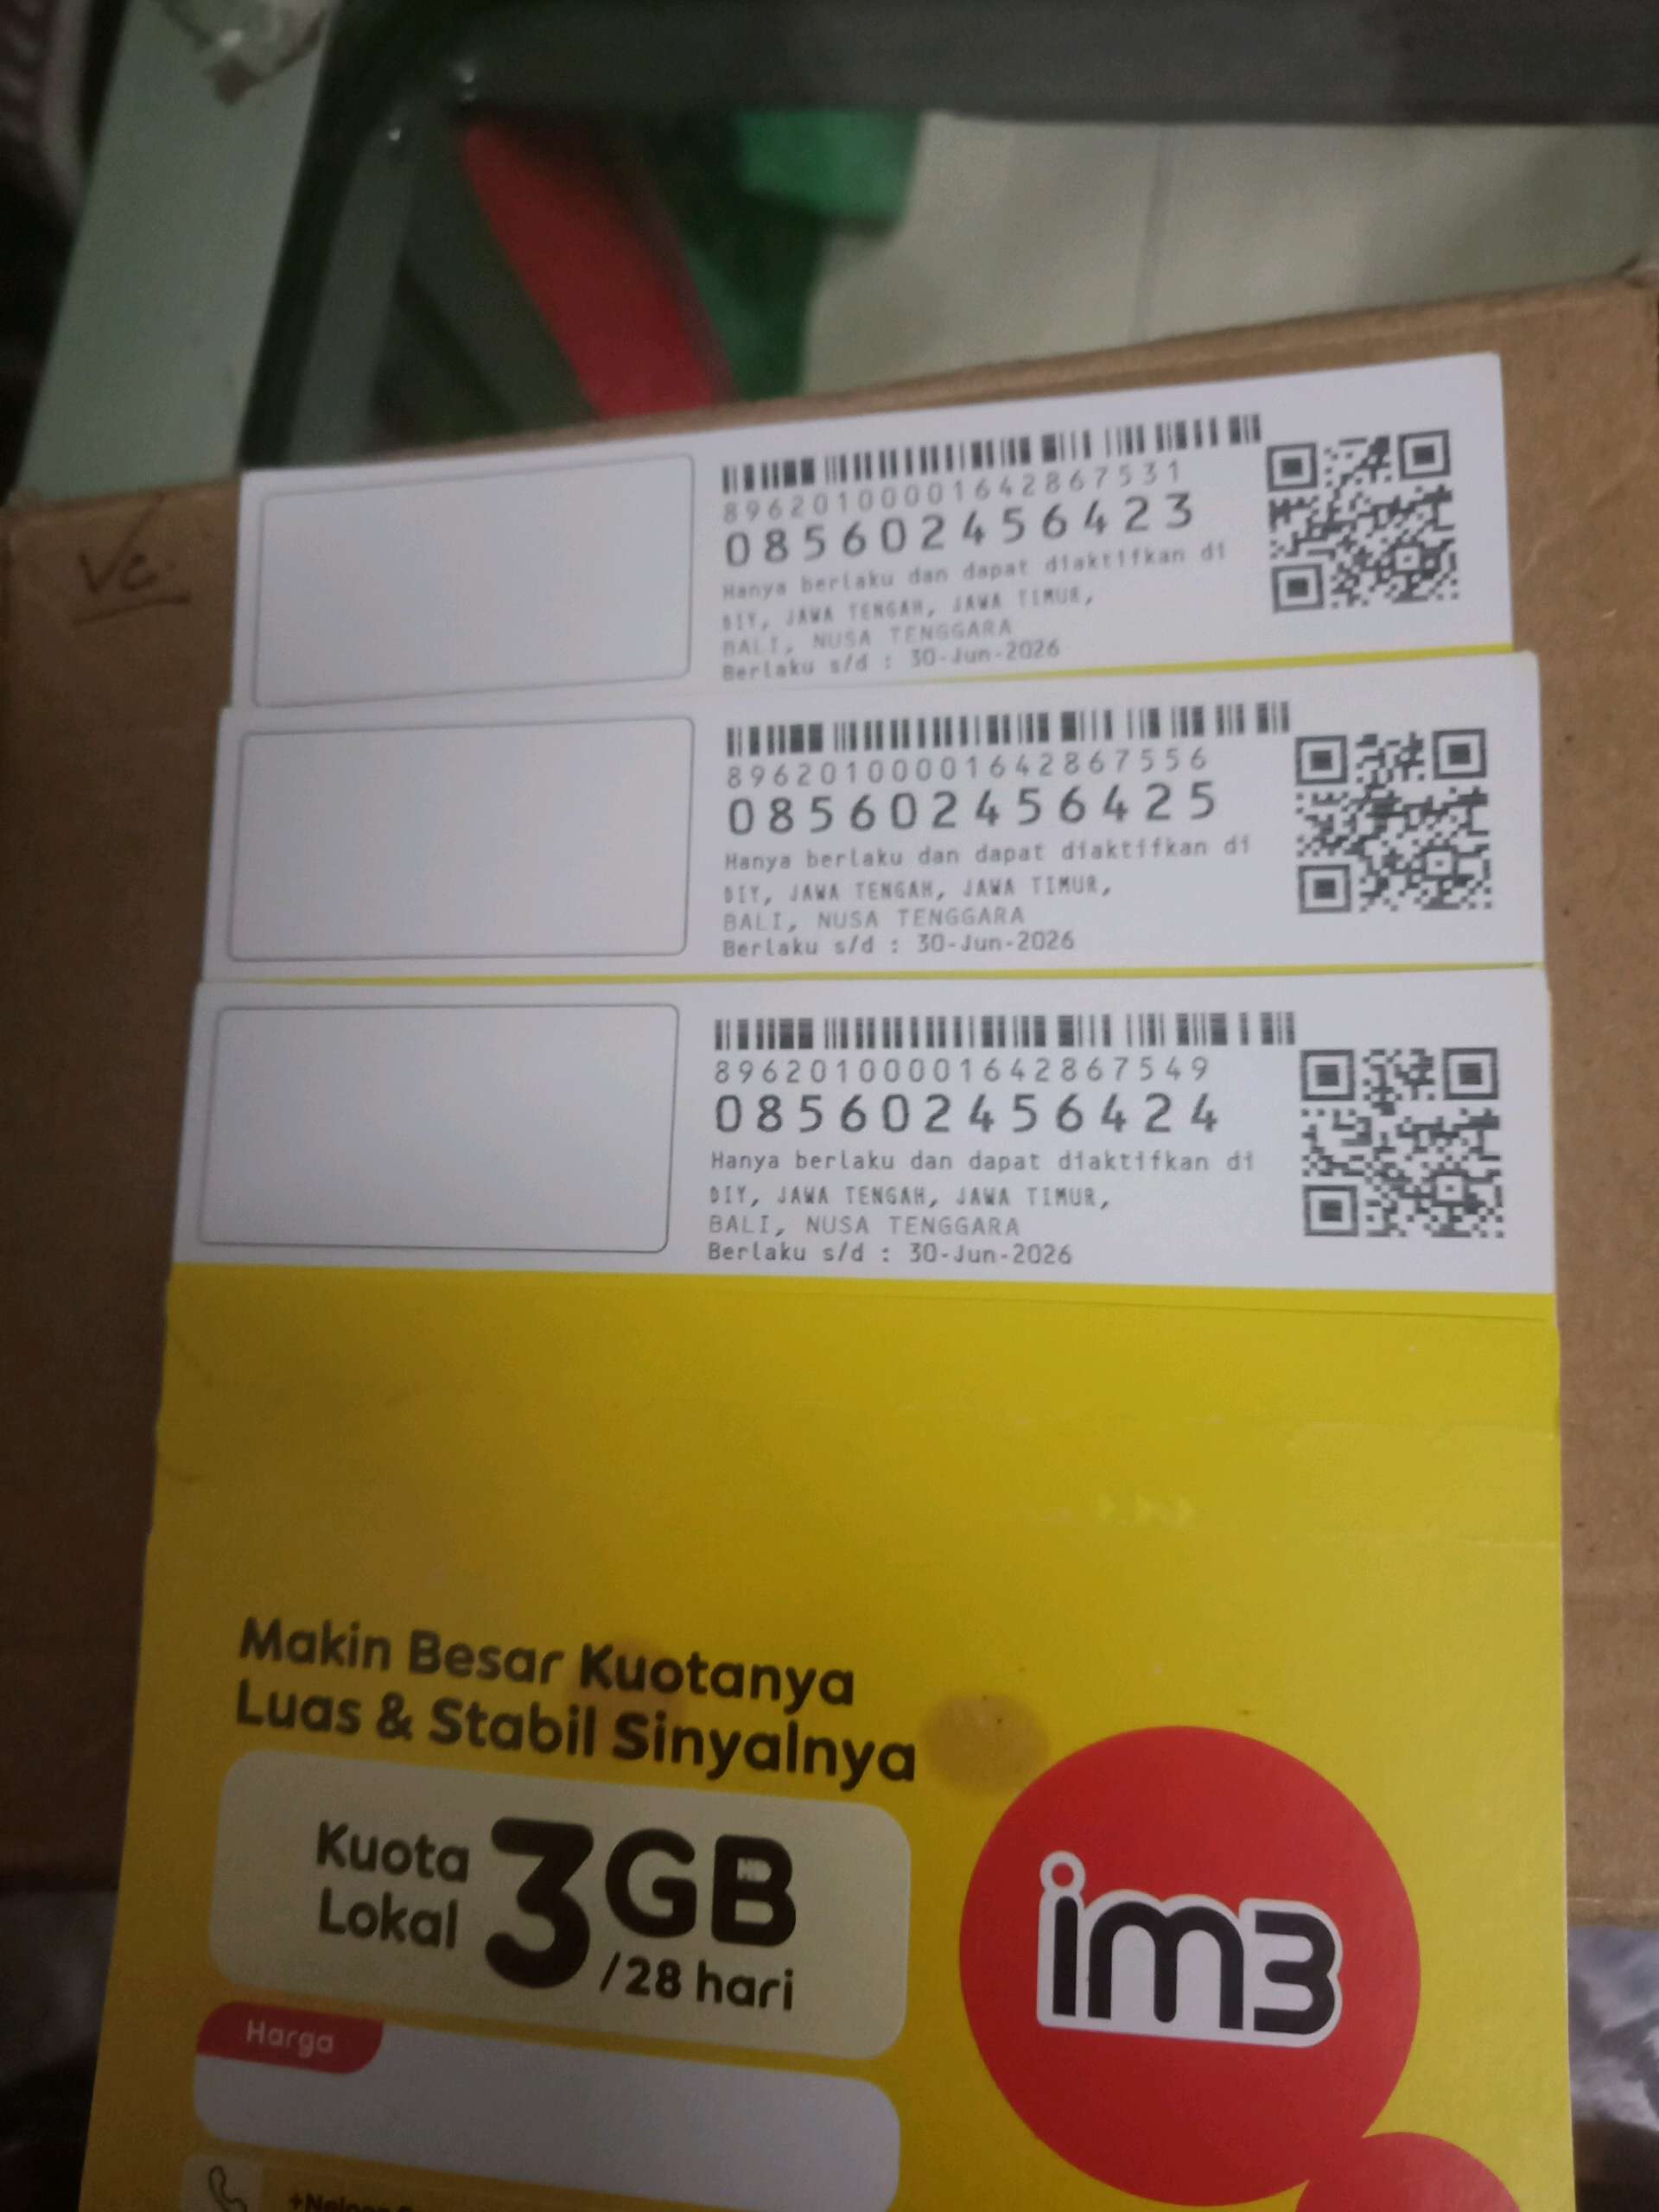 Vc.
89620100001642867531
085602456423
Hanya berlaku dan dapat diaktifkan di
DIY, JAWA TENGAH, JAWA TIMUR,
BALI, NUSA TENGGARA
Berlaku s/d : 30-Jun-2026
89620100001642867556
085602456425
Hanya berlaku dan dapat diaktifkan di
DIY, JAWA TENGAH, JAWA TIMUR,
BALI, NUSA TENGGARA
Berlaku s/d : 30-Jun-2026
89620100001642867549
085602456424
Hanya berlaku dan dapat diaktifkan di
DIY, JAWA TENGAH, JAWA TIMUR,
BALI, NUSA TENGGARA
Berlaku s/d : 30-Jun-2026
Makin Besar Kuotanya
Luas & Stabil Sinyalnya
Kuota Lokal 3GB
/28 hari
im3
Harga